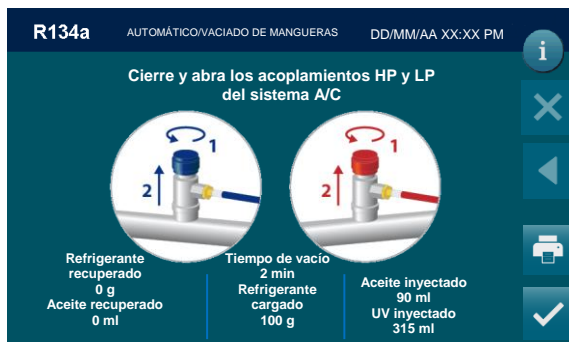 R134a
AUTOMÁTICO/VACIADO DE MANGUERAS
DD/MM/AA XX:XX PM
i
Cierre y abra los acoplamientos HP y LP
del sistema A/C
1
2
1
2
Refrigerante
recuperado
0 g
Aceite recuperado
0 ml
Tiempo de vacío
2 min
Refrigerante
cargado
100 g
Aceite inyectado
90 ml
UV inyectado
315 ml